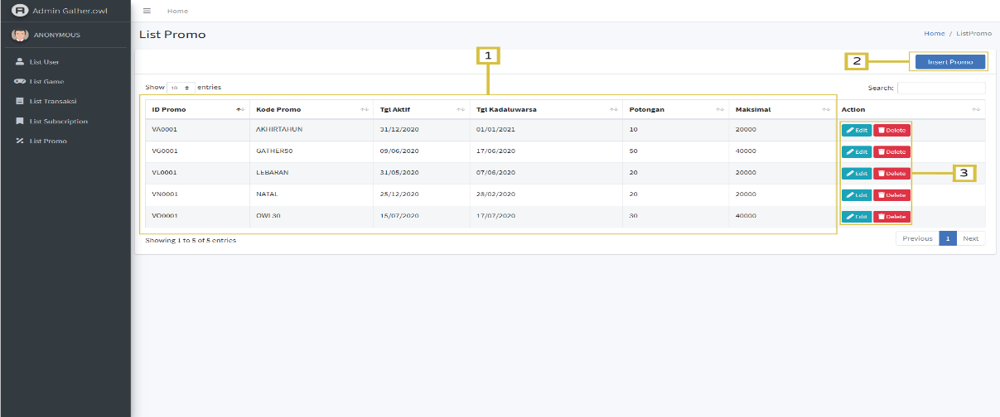 Admin Gather.owl
Home
ANONYMOUS
List User
List Game
List Transaksi
List Subscription
List Promo
List Promo
Home / ListPromo
1
2
Insert Promo
Show 10 entries
Search:
ID Promo Kode Promo Tgl Aktif Tgl Kadaluwarsa Potongan Maksimal Action
VA0001 AKHIRTAHUN 31/12/2020 01/01/2021 10 20000 Edit Delete
VG0001 GATHER50 09/06/2020 17/06/2020 50 40000 Edit Delete
VL0001 LEBARAN 31/05/2020 07/06/2020 20 20000 Edit Delete
3
VN0001 NATAL 25/12/2020 28/02/2020 20 20000 Edit Delete
VO0001 OWL30 15/07/2020 17/07/2020 30 40000 Edit Delete
Showing 1 to 5 of 5 entries
Previous 1 Next